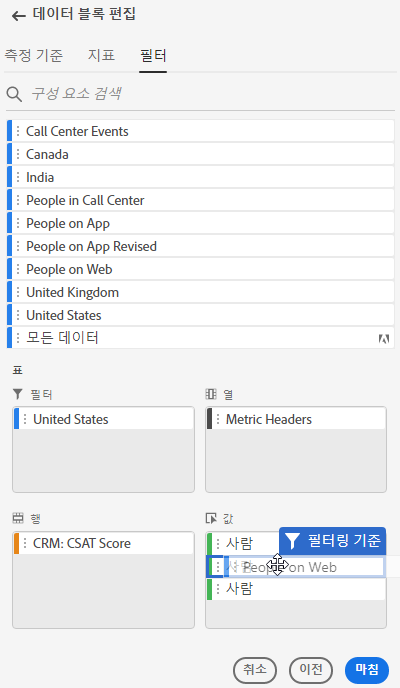 데이터 블록 편집
측정 기준 지표 필터
구성 요소 검색
Call Center Events
Canada
India
People in Call Center
People on App
People on App Revised
People on Web
United Kingdom
United States
모든 데이터
표
필터 열
United States Metric Headers
행 값
CRM: CSAT Score 사람 필터링 기준
People on Web
사람
취소 이전 마침